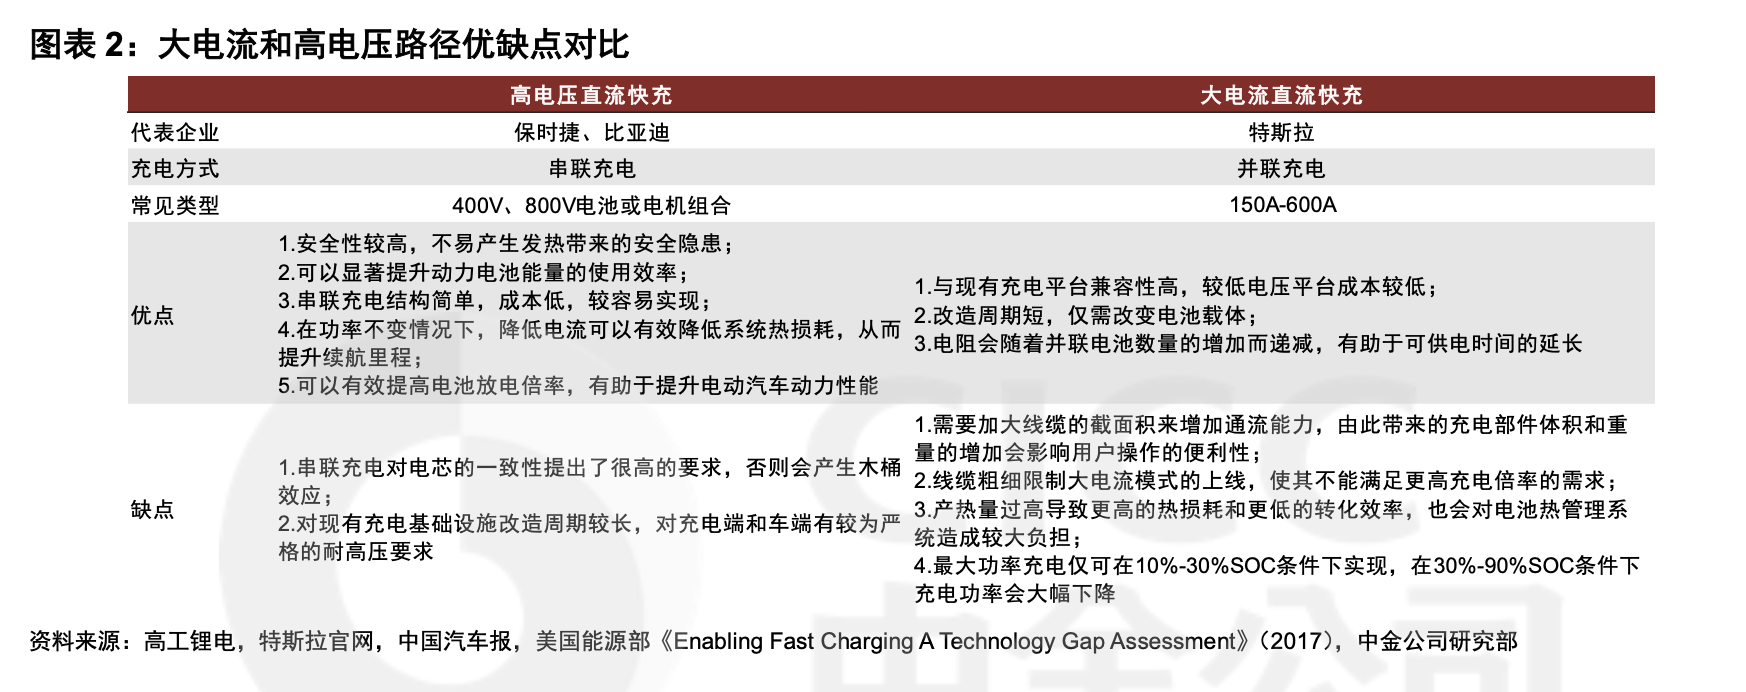 图表 2：大电流和高电压路径优缺点对比
高电压直流快充 大电流直流快充
代表企业 保时捷、比亚迪 特斯拉
充电方式 串联充电 并联充电
常见类型 400V、800V电池或电机组合 150A-600A
优点
1.安全性较高，不易产生发热带来的安全隐患；
2.可以显著提升动力电池能量的使用效率；
3.串联充电结构简单，成本低，较容易实现；
4.在功率不变情况下，降低电流可以有效降低系统热损耗，从而
提升续航里程；
5.可以有效提高电池放电倍率，有助于提升电动汽车动力性能
1.与现有充电平台兼容性高，较低电压平台成本较低；
2.改造周期短，仅需改变电池载体；
3.电阻会随着并联电池数量的增加而递减，有助于可供电时间的延长
缺点
1.串联充电对电芯的一致性提出了很高的要求，否则会产生木桶
效应；
2.对现有充电基础设施改造周期较长，对充电端和车端有较为严
格的耐高压要求
1.需要加大线缆的截面积来增加通流能力，由此带来的充电部件体积和重
量的增加会影响用户操作的便利性；
2.线缆粗细限制大电流模式的上线，使其不能满足更高充电倍率的需求；
3.产热量过高导致更高的热损耗和更低的转化效率，也会对电池热管理系
统造成较大负担；
4.最大功率充电仅可在10%-30%SOC条件下实现，在30%-90%SOC条件下
充电功率会大幅下降
资料来源：高工锂电，特斯拉官网，中国汽车报，美国能源部《Enabling Fast Charging A Technology Gap Assessment》（2017），中金公司研究部
CICC
中金公司